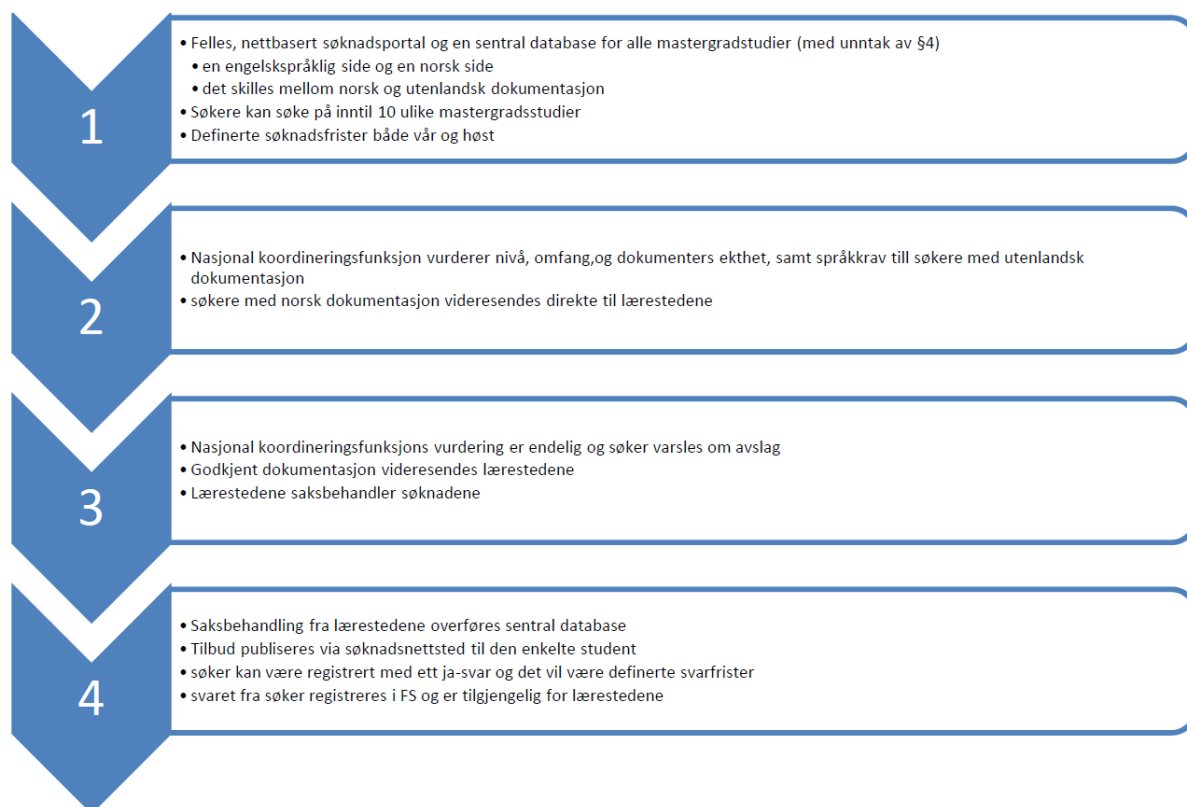 1
• Felles, nettbasert søknadsportal og en sentral database for alle mastergradstudier (med unntak av §4)
• en engelskspråklig side og en norsk side
• det skilles mellom norsk og utenlandsk dokumentasjon
• Søkere kan søke på inntil 10 ulike mastergradsstudier
• Definerte søknadsfrister både vår og høst
2
• Nasjonal koordineringsfunksjon vurderer nivå, omfang,og dokumenters ekthet, samt språkkrav till søkere med utenlandsk
dokumentasjon
• søkere med norsk dokumentasjon videresendes direkte til lærestedene
3
• Nasjonal koordineringsfunksjons vurdering er endelig og søker varsles om avslag
• Godkjent dokumentasjon videresendes lærestedene
• Lærestedene saksbehandler søknadene
4
• Saksbehandling fra lærestedene overføres sentral database
• Tilbud publiseres via søknadsnettsted til den enkelte student
• søker kan være registrert med ett ja-svar og det vil være definerte svarfrister
• svaret fra søker registreres i FS og er tilgjengelig for lærestedene